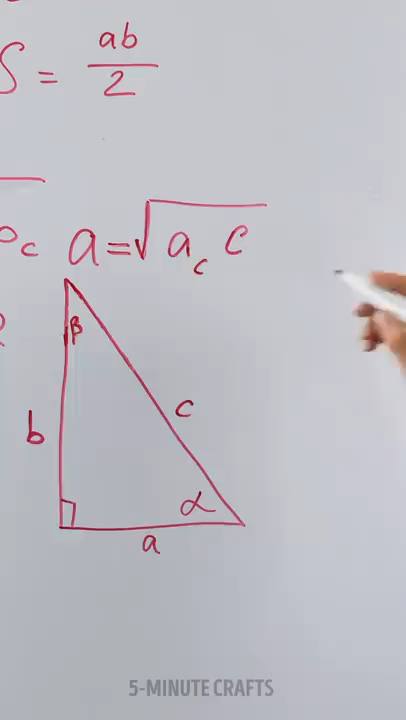 S = ab/2
a = √(a_c c)
β
b
c
α
a
5-MINUTE CRAFTS